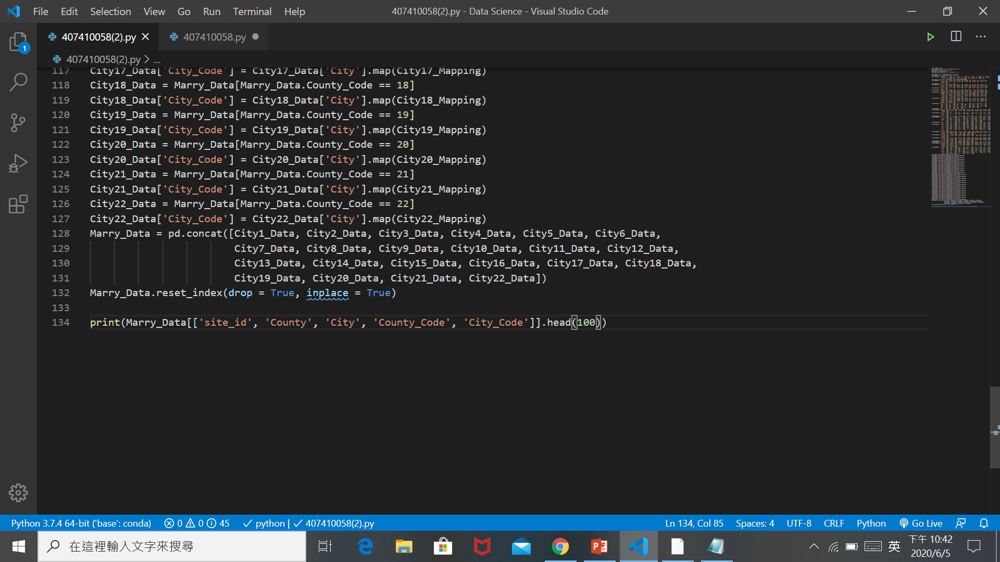 File Edit Selection View Go Run Terminal Help 407410058(2).py - Data Science - Visual Studio Code
407410058(2).py 407410058.py
1
407410058(2).py > ...
117 City17_Data['City_Code'] = City17_Data['City'].map(City17_Mapping)
118 City18_Data = Marry_Data[Marry_Data.County_Code == 18]
119 City18_Data['City_Code'] = City18_Data['City'].map(City18_Mapping)
120 City19_Data = Marry_Data[Marry_Data.County_Code == 19]
121 City19_Data['City_Code'] = City19_Data['City'].map(City19_Mapping)
122 City20_Data = Marry_Data[Marry_Data.County_Code == 20]
123 City20_Data['City_Code'] = City20_Data['City'].map(City20_Mapping)
124 City21_Data = Marry_Data[Marry_Data.County_Code == 21]
125 City21_Data['City_Code'] = City21_Data['City'].map(City21_Mapping)
126 City22_Data = Marry_Data[Marry_Data.County_Code == 22]
127 City22_Data['City_Code'] = City22_Data['City'].map(City22_Mapping)
128 Marry_Data = pd.concat([City1_Data, City2_Data, City3_Data, City4_Data, City5_Data, City6_Data,
129 City7_Data, City8_Data, City9_Data, City10_Data, City11_Data, City12_Data,
130 City13_Data, City14_Data, City15_Data, City16_Data, City17_Data, City18_Data,
131 City19_Data, City20_Data, City21_Data, City22_Data])
132 Marry_Data.reset_index(drop = True, inplace = True)
133
134 print(Marry_Data[['site_id', 'County', 'City', 'County_Code', 'City_Code']].head(100))
Python 3.7.4 64-bit ('base': conda) 0 0 45 python | 407410058(2).py Ln 134, Col 85 Spaces: 4 UTF-8 CRLF Python Go Live
在這裡輸入文字來搜尋 英 下午 10:42
2020/6/5